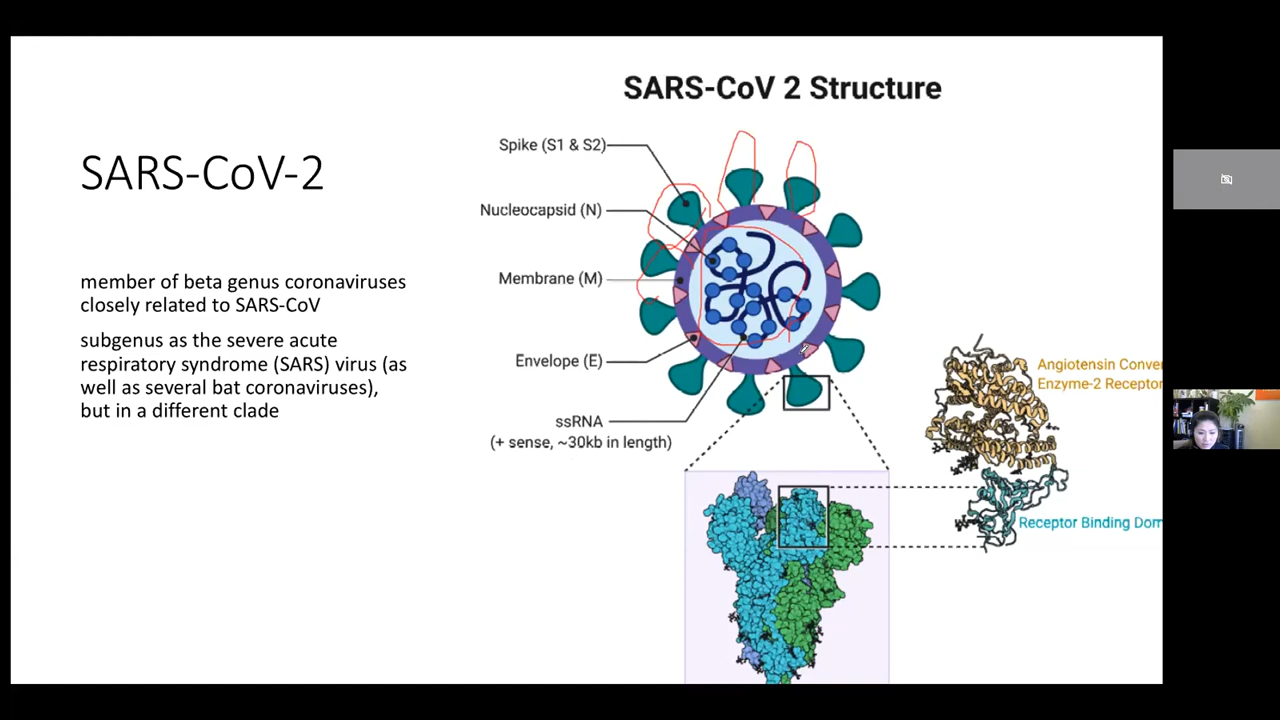 SARS-CoV 2 Structure
SARS-CoV-2
member of beta genus coronaviruses
closely related to SARS-CoV
subgenus as the severe acute
respiratory syndrome (SARS) virus (as
well as several bat coronaviruses),
but in a different clade
Spike (S1 & S2)
Nucleocapsid (N)
Membrane (M)
Envelope (E)
ssRNA
(+ sense, ~30kb in length)
Angiotensin Conver
Enzyme-2 Receptor
Receptor Binding Dom